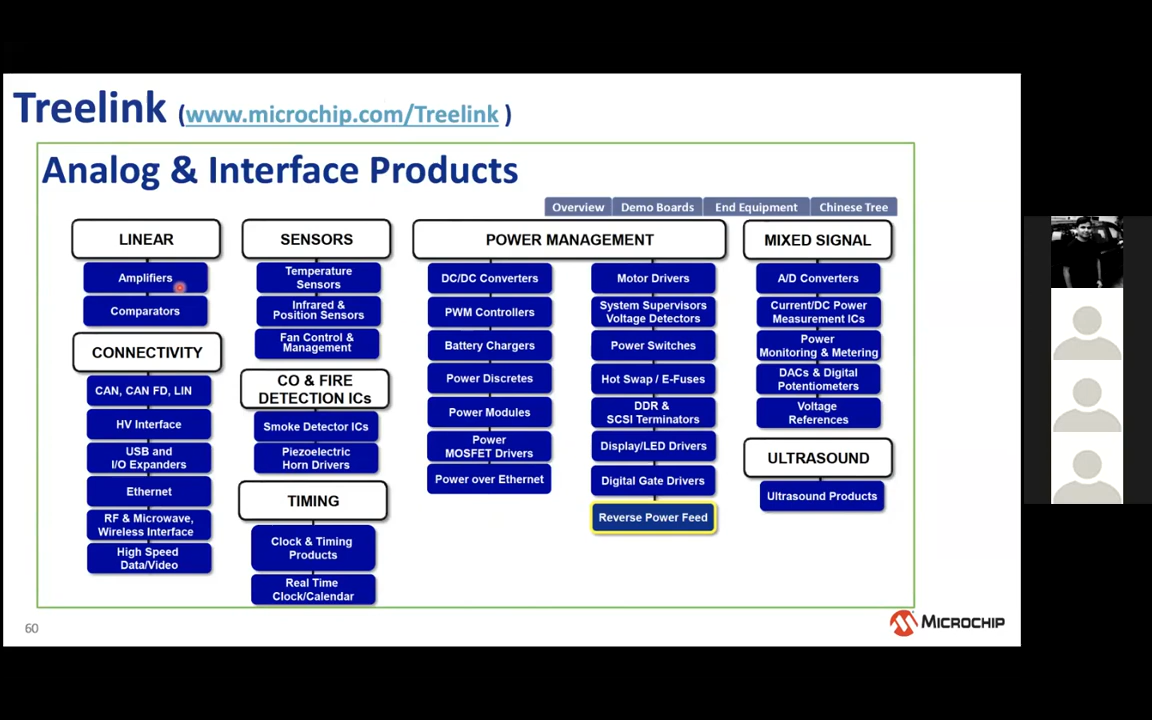 Treelink (www.microchip.com/Treelink )
Analog & Interface Products
Overview
Demo Boards
End Equipment
Chinese Tree
LINEAR
Amplifiers
Comparators
CONNECTIVITY
CAN, CAN FD, LIN
HV Interface
USB and
I/O Expanders
Ethernet
RF & Microwave,
Wireless Interface
High Speed
Data/Video
SENSORS
Temperature
Sensors
Infrared &
Position Sensors
Fan Control &
Management
CO & FIRE
DETECTION ICs
Smoke Detector ICs
Piezoelectric
Horn Drivers
TIMING
Clock & Timing
Products
Real Time
Clock/Calendar
POWER MANAGEMENT
DC/DC Converters
PWM Controllers
Battery Chargers
Power Discretes
Power Modules
Power
MOSFET Drivers
Power over Ethernet
Motor Drivers
System Supervisors
Voltage Detectors
Power Switches
Hot Swap / E-Fuses
DDR &
SCSI Terminators
Display/LED Drivers
Digital Gate Drivers
Reverse Power Feed
MIXED SIGNAL
A/D Converters
Current/DC Power
Measurement ICs
Power
Monitoring & Metering
DACs & Digital
Potentiometers
Voltage
References
ULTRASOUND
Ultrasound Products
60
MICROCHIP